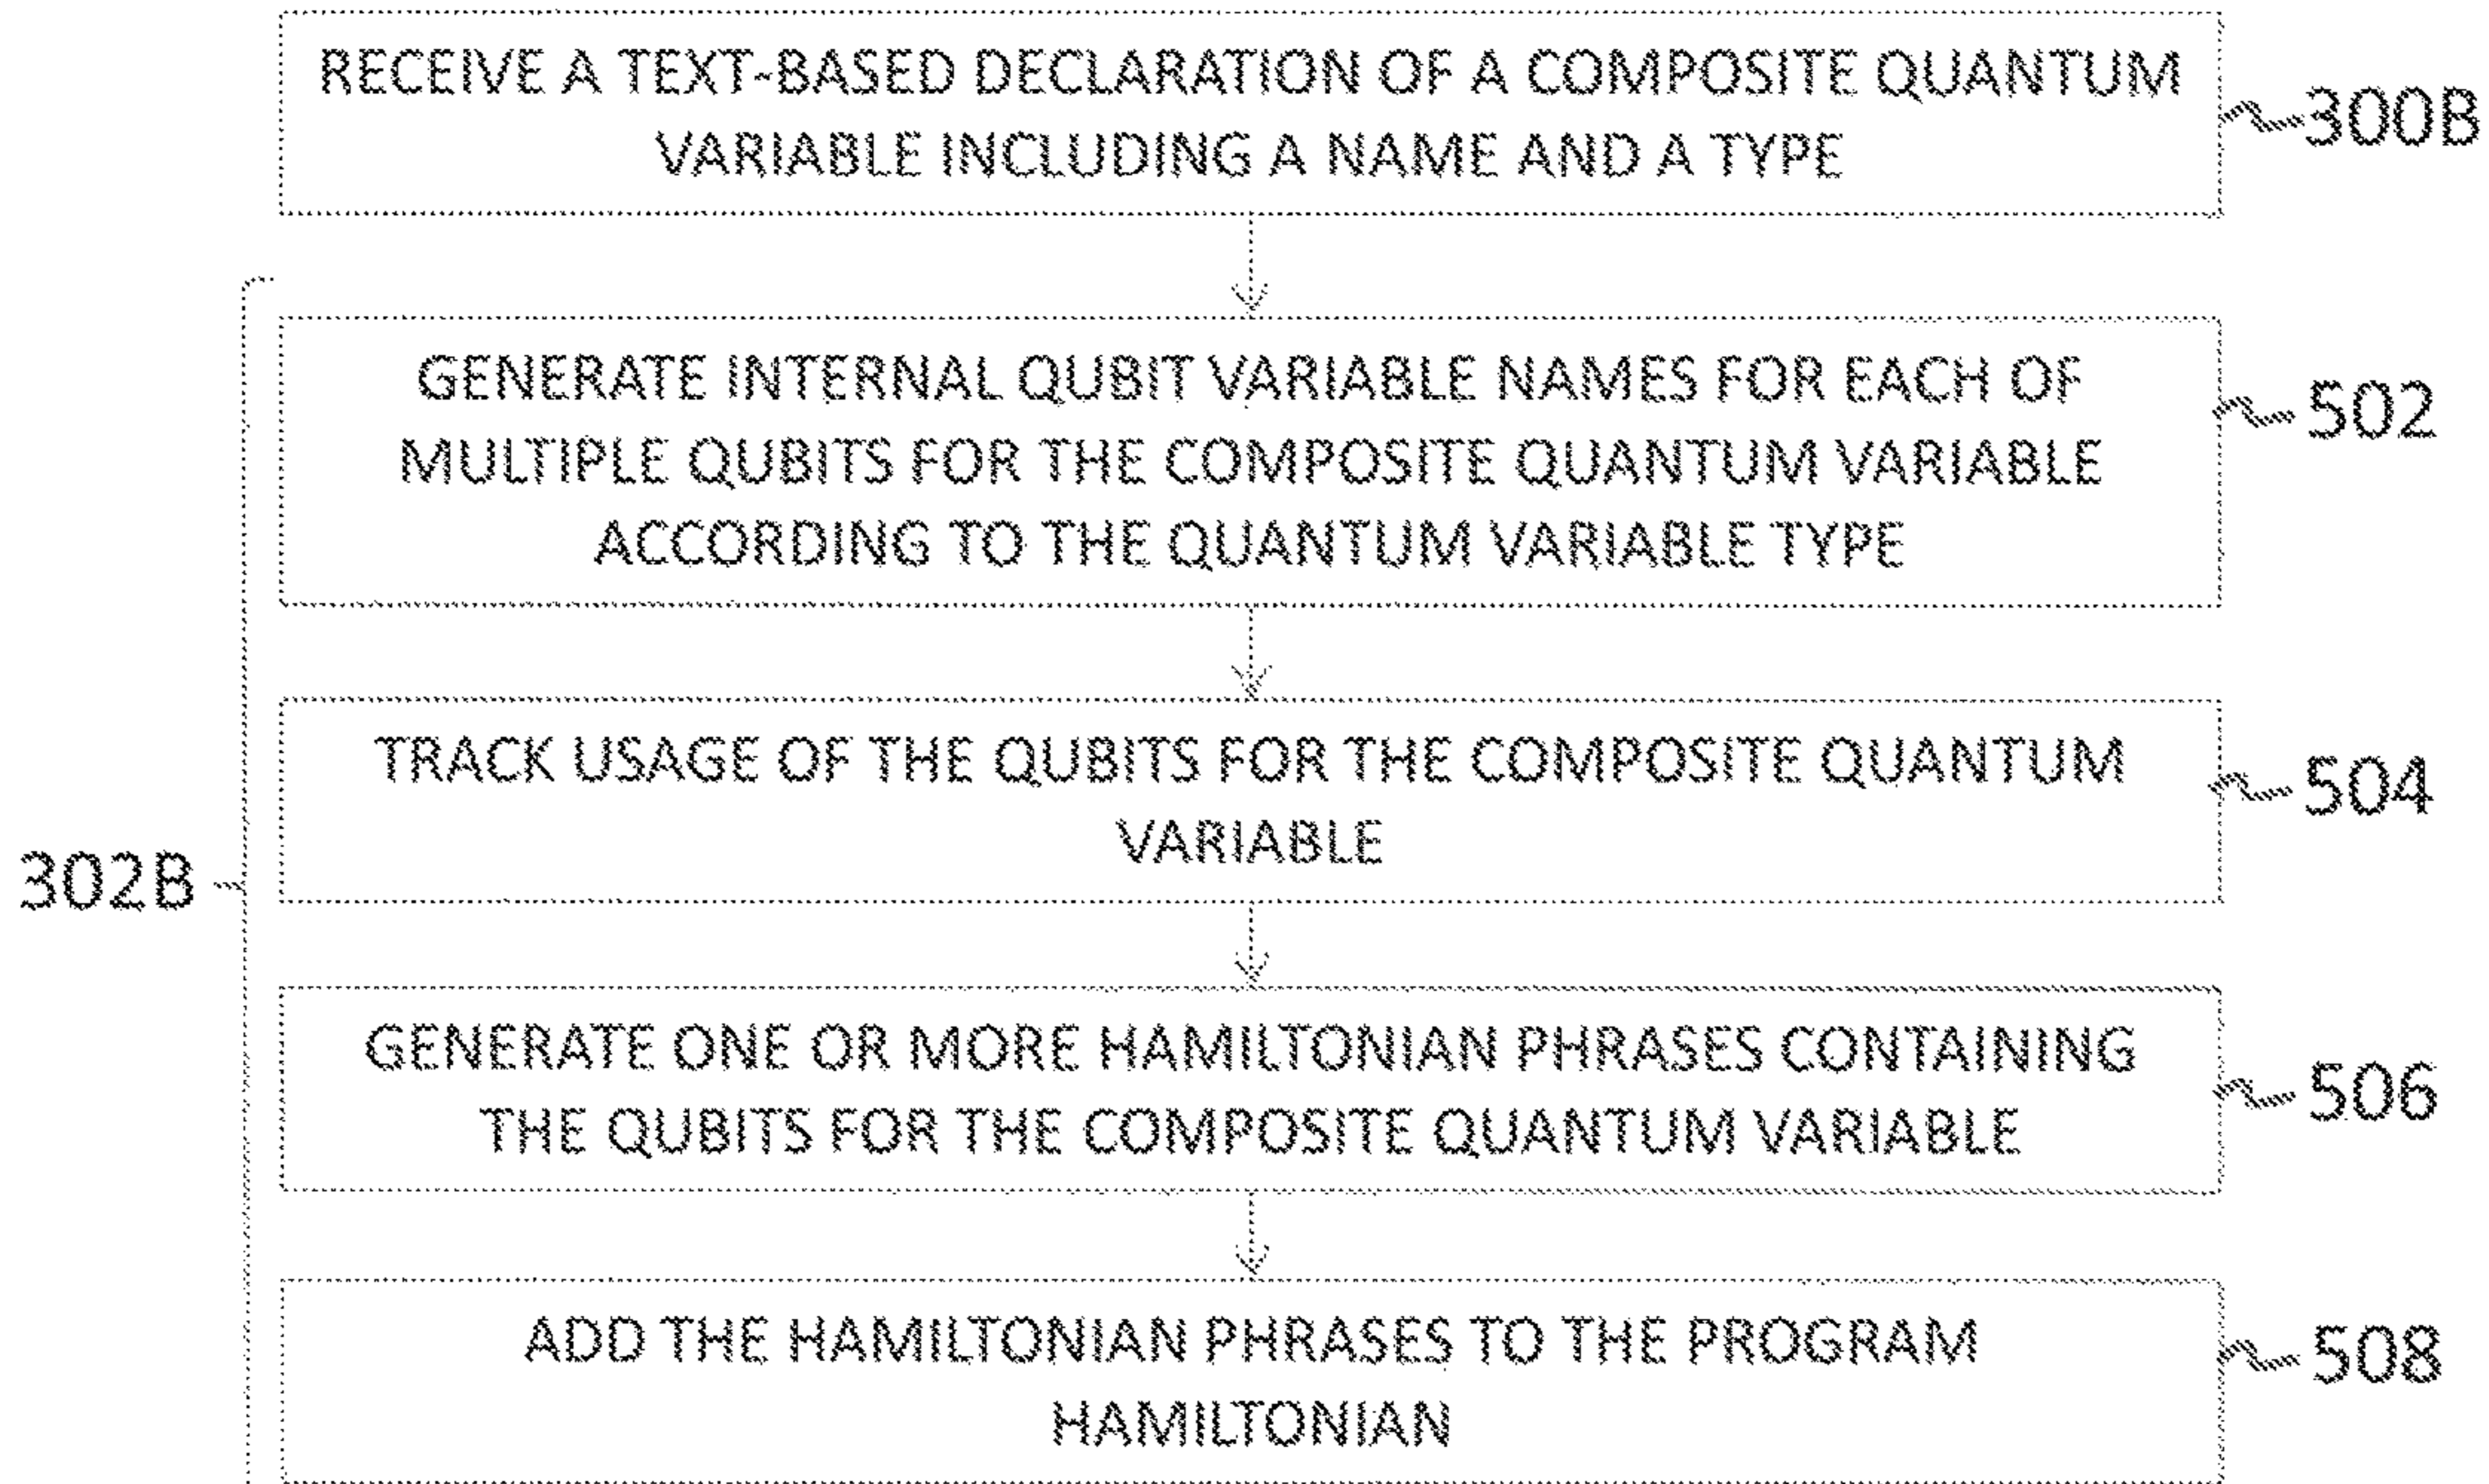 RECEIVE A TEXT-BASED DECLARATION OF A COMPOSITE QUANTUM
VARIABLE INCLUDING A NAME AND A TYPE
300B
GENERATE INTERNAL QUBIT VARIABLE NAMES FOR EACH OF
MULTIPLE QUBITS FOR THE COMPOSITE QUANTUM VARIABLE
ACCORDING TO THE QUANTUM VARIABLE TYPE
502
TRACK USAGE OF THE QUBITS FOR THE COMPOSITE QUANTUM
VARIABLE
504
302B
GENERATE ONE OR MORE HAMILTONIAN PHRASES CONTAINING
THE QUBITS FOR THE COMPOSITE QUANTUM VARIABLE
506
ADD THE HAMILTONIAN PHRASES TO THE PROGRAM
HAMILTONIAN
508